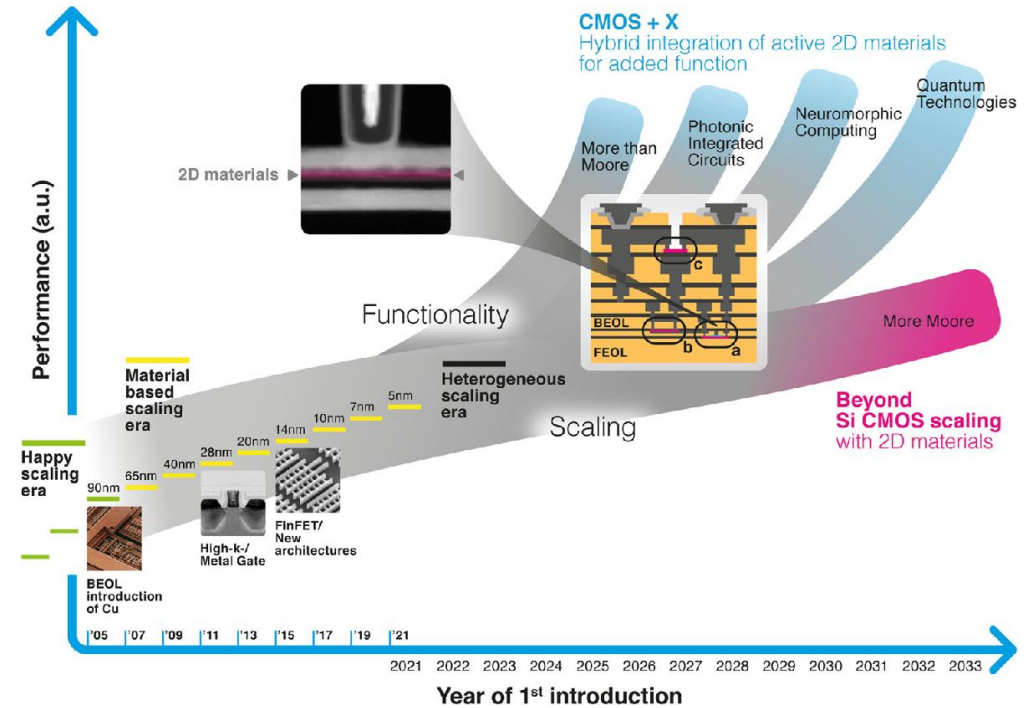 CMOS + X
Hybrid integration of active 2D materials
for added function
Quantum
Technologies
Neuromorphic
Computing
Photonic
Integrated
Circuits
More than
Moore
2D materials
Performance (a.u.)
Functionality
c
BEOL
FEOL
b
a
More Moore
Beyond
Si CMOS scaling
with 2D materials
Scaling
Heterogeneous
scaling
era
Material
based
scaling
era
Happy
scaling
era
90nm
65nm
40nm
28nm
20nm
14nm
10nm
7nm
5nm
BEOL
introduction
of Cu
High-k-/
Metal Gate
FinFET/
New
architectures
'05 '07 '09 '11 '13 '15 '17 '19 '21
2021 2022 2023 2024 2025 2026 2027 2028 2029 2030 2031 2032 2033
Year of 1st introduction